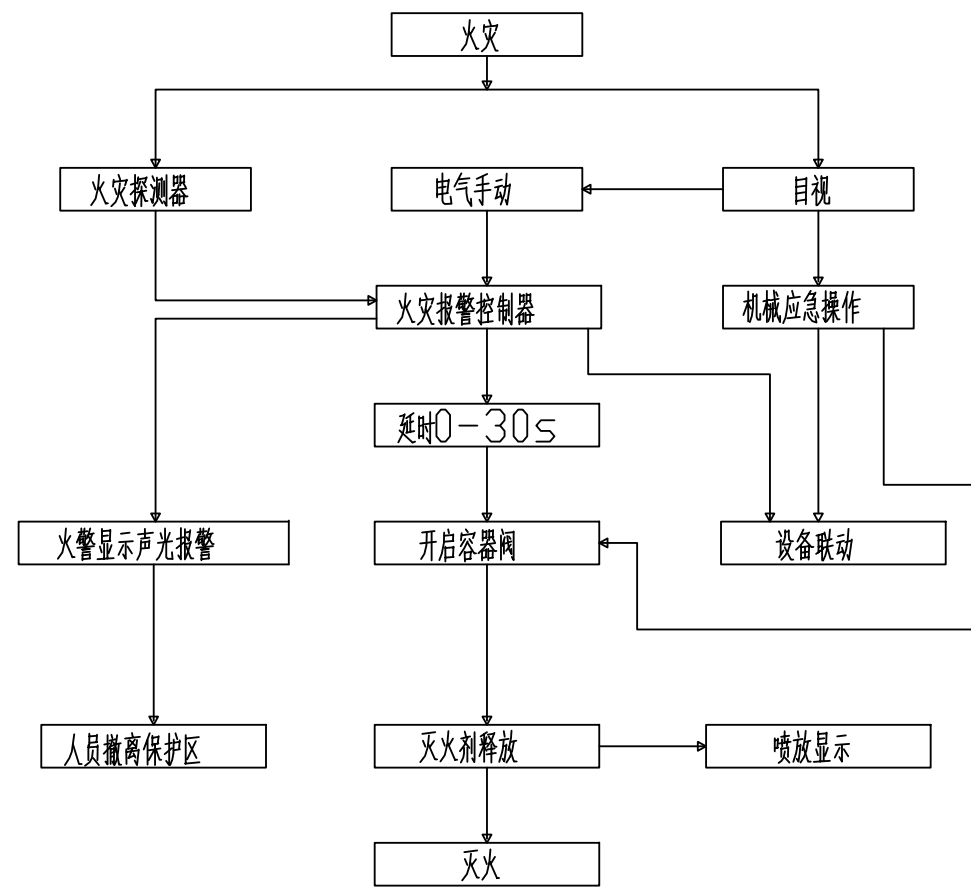 火灾
火灾探测器
电气手动
目视
火灾报警控制器
机械应急操作
延时0-30s
火警显示声光报警
开启容器阀
设备联动
人员撤离保护区
灭火剂释放
喷放显示
灭火